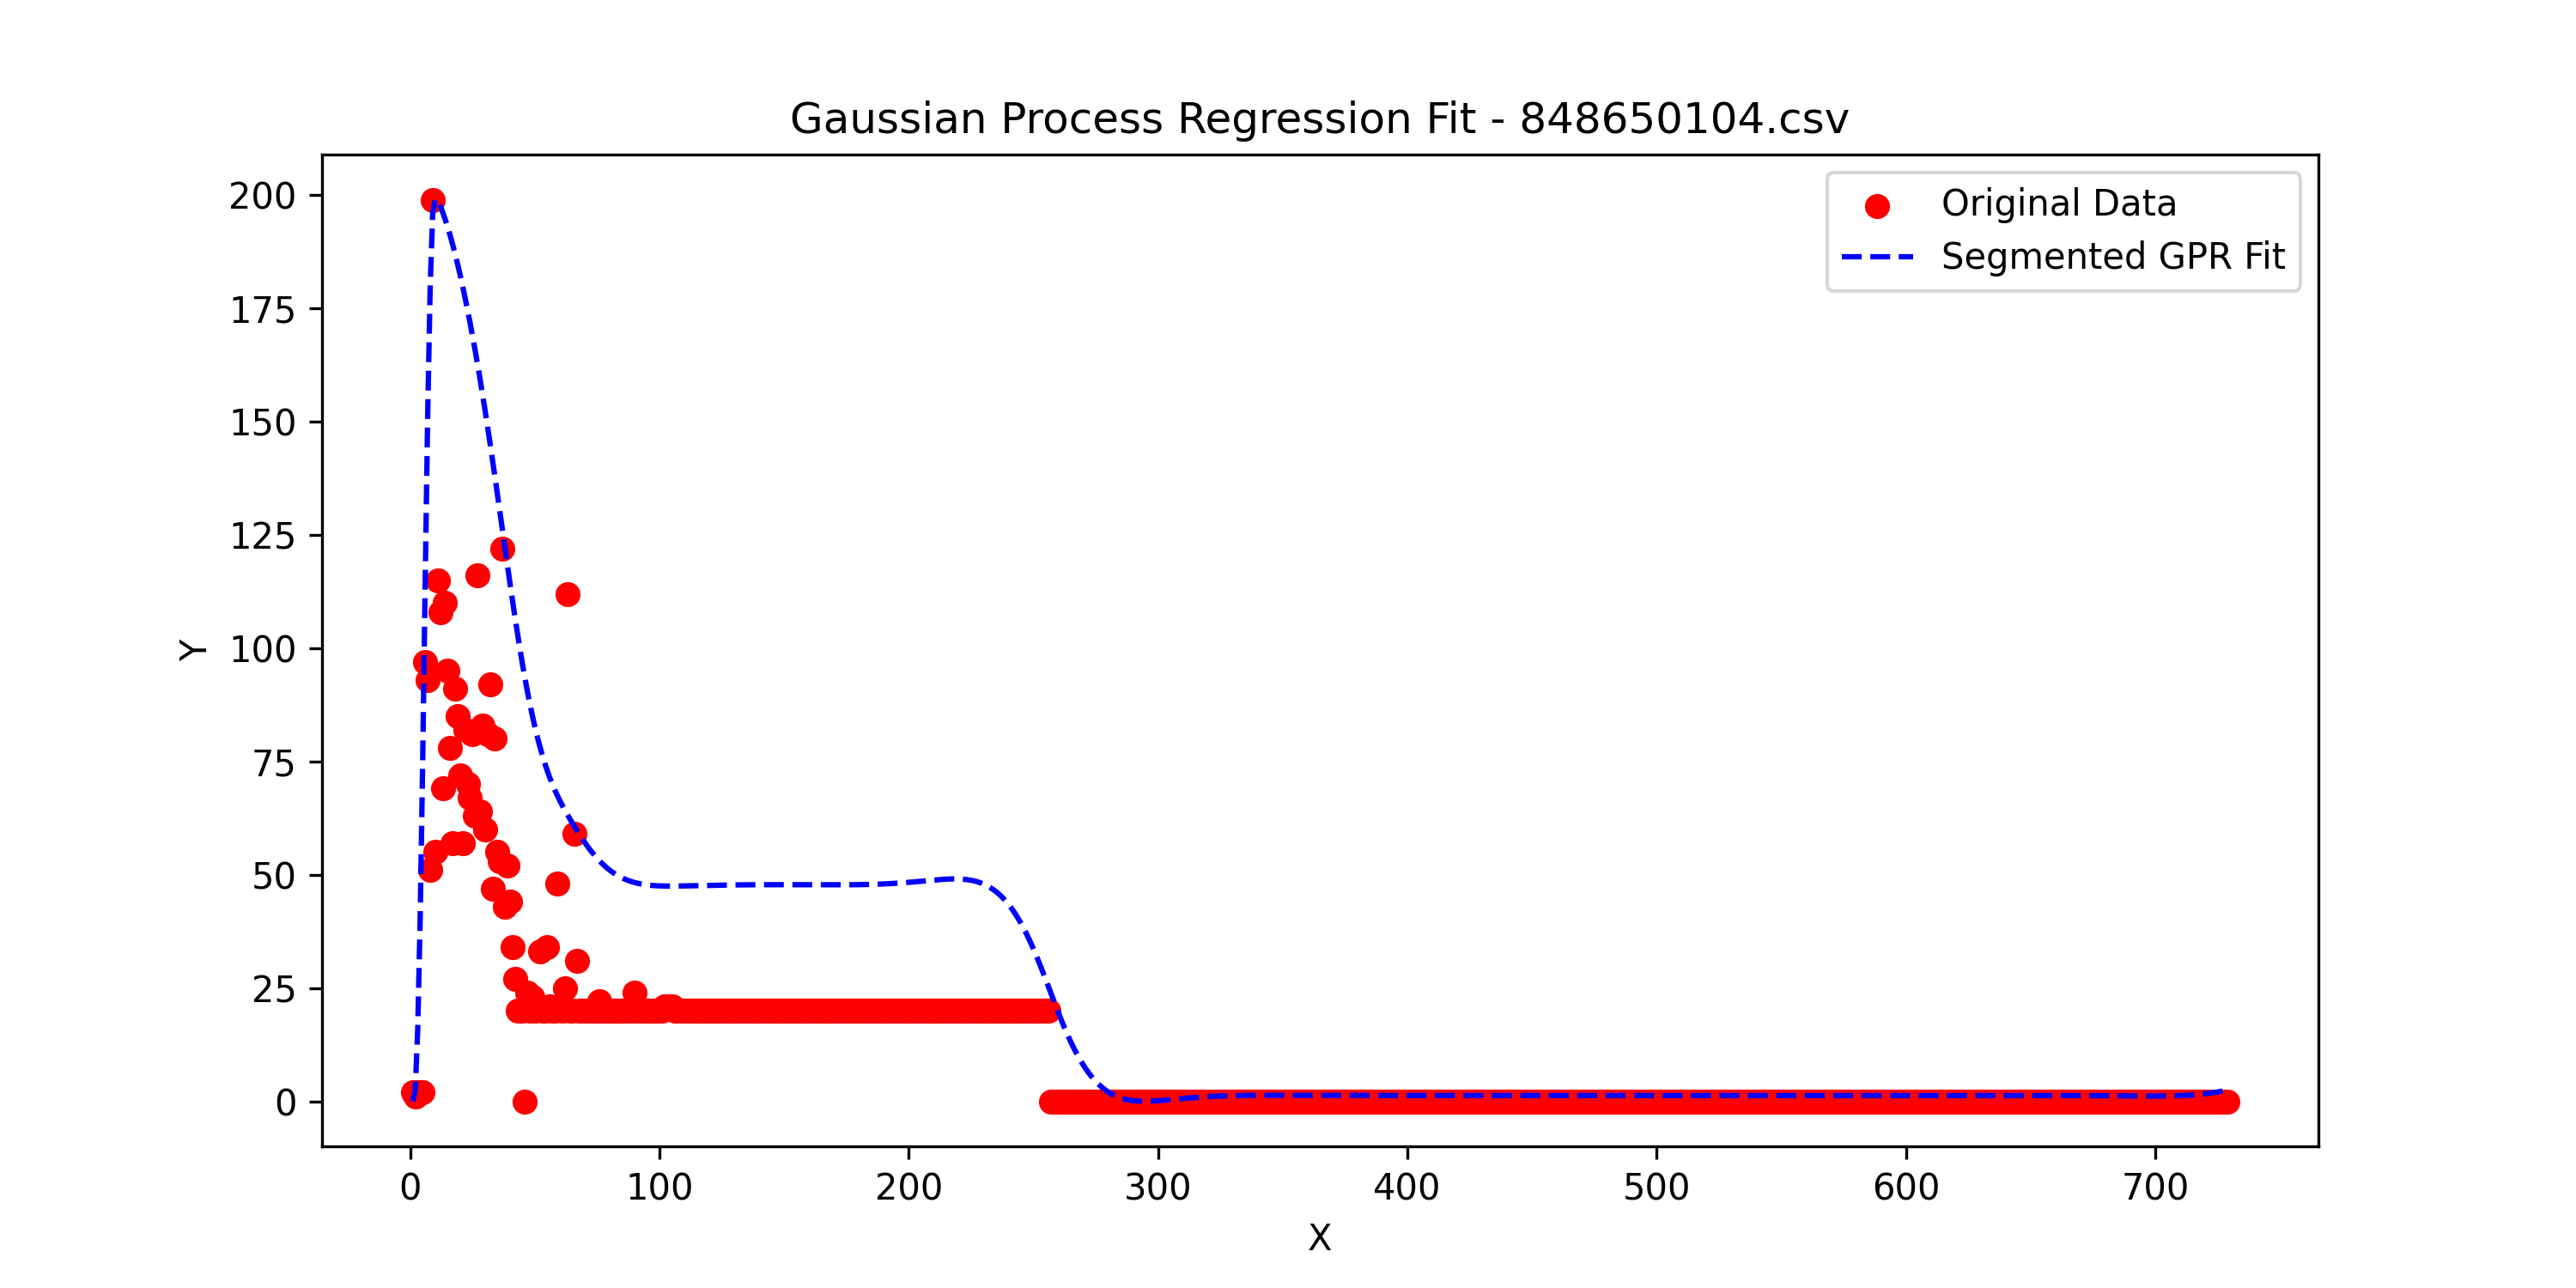 Gaussian Process Regression Fit - 848650104.csv
Original Data
Segmented GPR Fit
200
175
150
125
100
75
50
25
0
Y
0 100 200 300 400 500 600 700
X